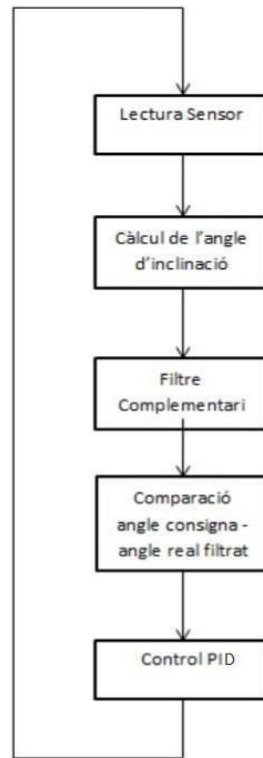 Lectura Sensor
Càlcul de l'angle
d'inclinació
Filtre
Complementari
Comparació
angle consigna -
angle real filtrat
Control PID